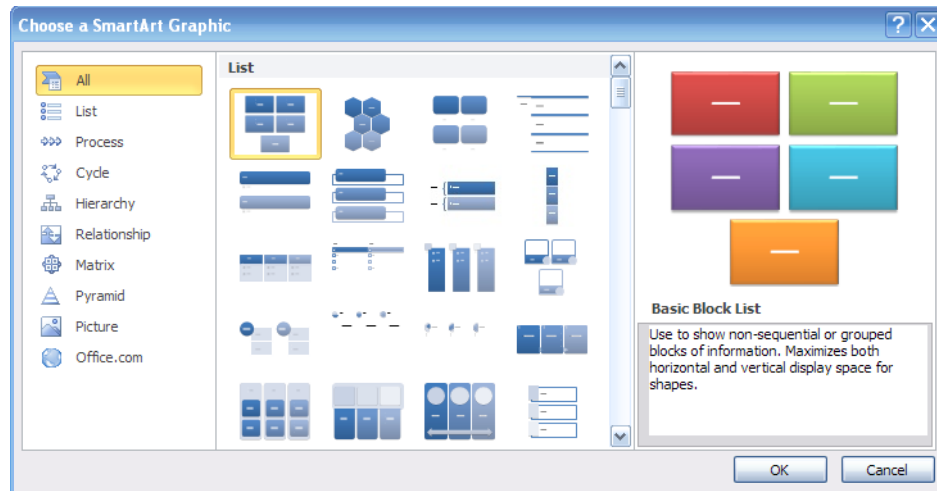 Choose a SmartArt Graphic
All
List
Process
Cycle
Hierarchy
Relationship
Matrix
Pyramid
Picture
Office.com
List
Basic Block List
Use to show non-sequential or grouped
blocks of information. Maximizes both
horizontal and vertical display space for
shapes.
OK
Cancel